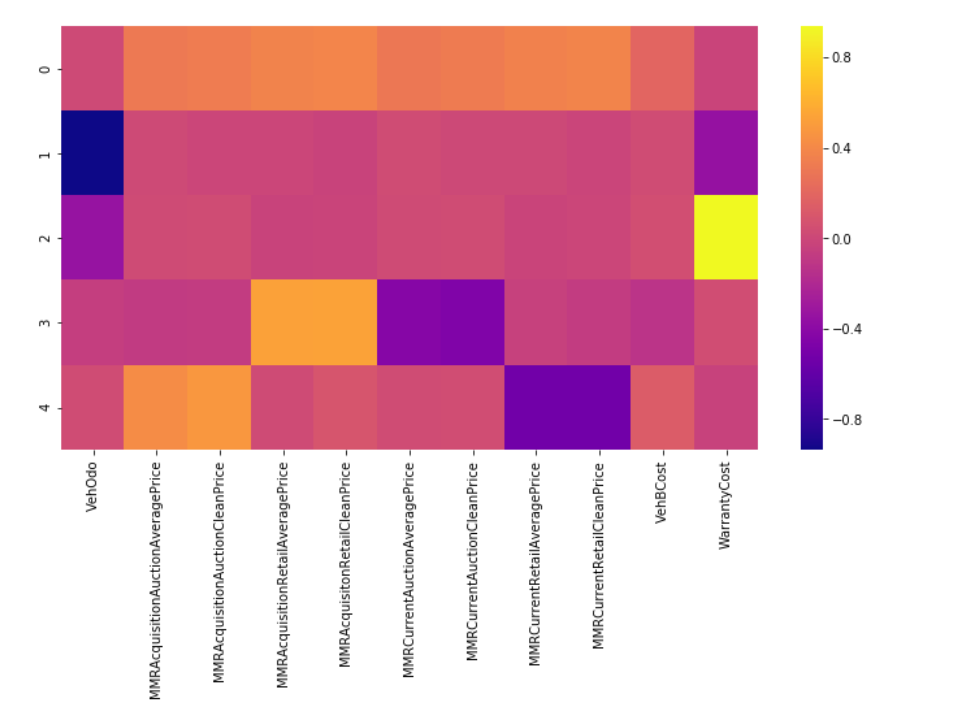 0
1
2
3
4
0.8
0.4
0.0
−0.4
−0.8
VehOdo
MMRAcquisitionAuctionAveragePrice
MMRAcquisitionAuctionCleanPrice
MMRAcquisitionRetailAveragePrice
MMRAcquisitonRetailCleanPrice
MMRCurrentAuctionAveragePrice
MMRCurrentAuctionCleanPrice
MMRCurrentRetailAveragePrice
MMRCurrentRetailCleanPrice
VehBCost
WarrantyCost